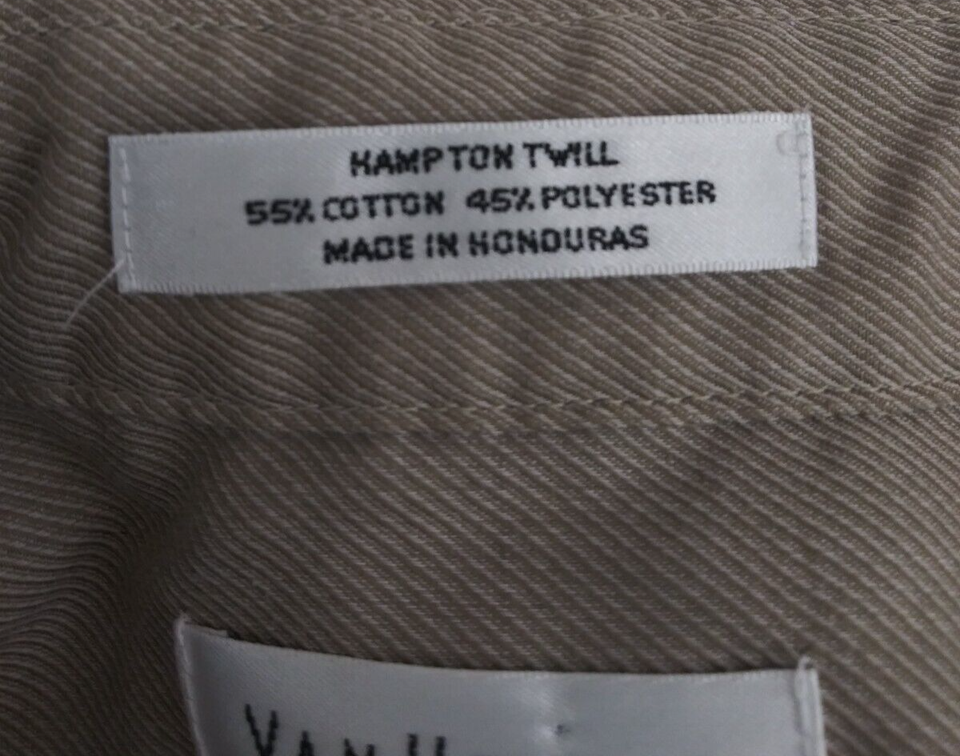 HAMPTON TWILL
55% COTTON 45% POLYESTER
MADE IN HONDURAS
VAN